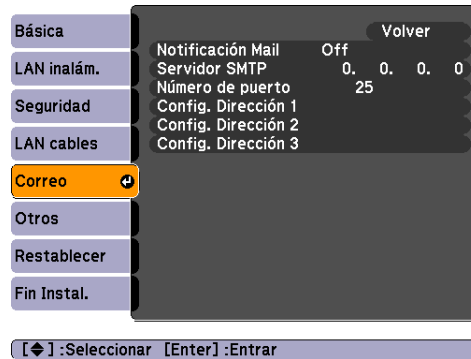 Básica
LAN inalám.
Seguridad
LAN cables
Correo
Otros
Restablecer
Fin Instal.
Volver
Notificación Mail Off
Servidor SMTP 0. 0. 0. 0
Número de puerto 25
Config. Dirección 1
Config. Dirección 2
Config. Dirección 3
[◆] :Seleccionar [Enter] :Entrar